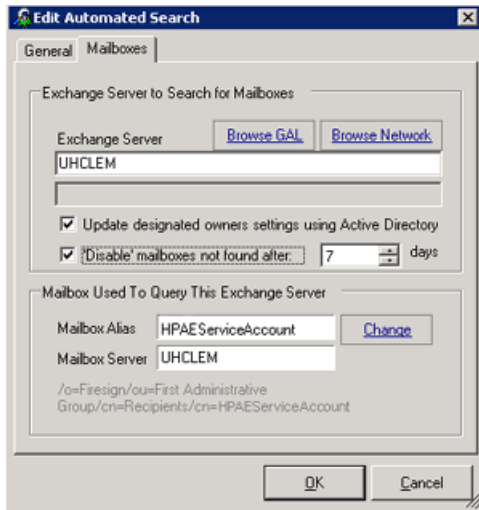 Edit Automated Search
General Mailboxes
Exchange Server to Search for Mailboxes
Exchange Server Browse GAL Browse Network
UHCLEM
Update designated owners settings using Active Directory
'Disable' mailboxes not found after: 7 days
Mailbox Used To Query This Exchange Server
Mailbox Alias HPAEServiceAccount Change
Mailbox Server UHCLEM
/o=Firesign/ou=First Administrative
Group/cn=Recipients/cn=HPAEServiceAccount
OK Cancel